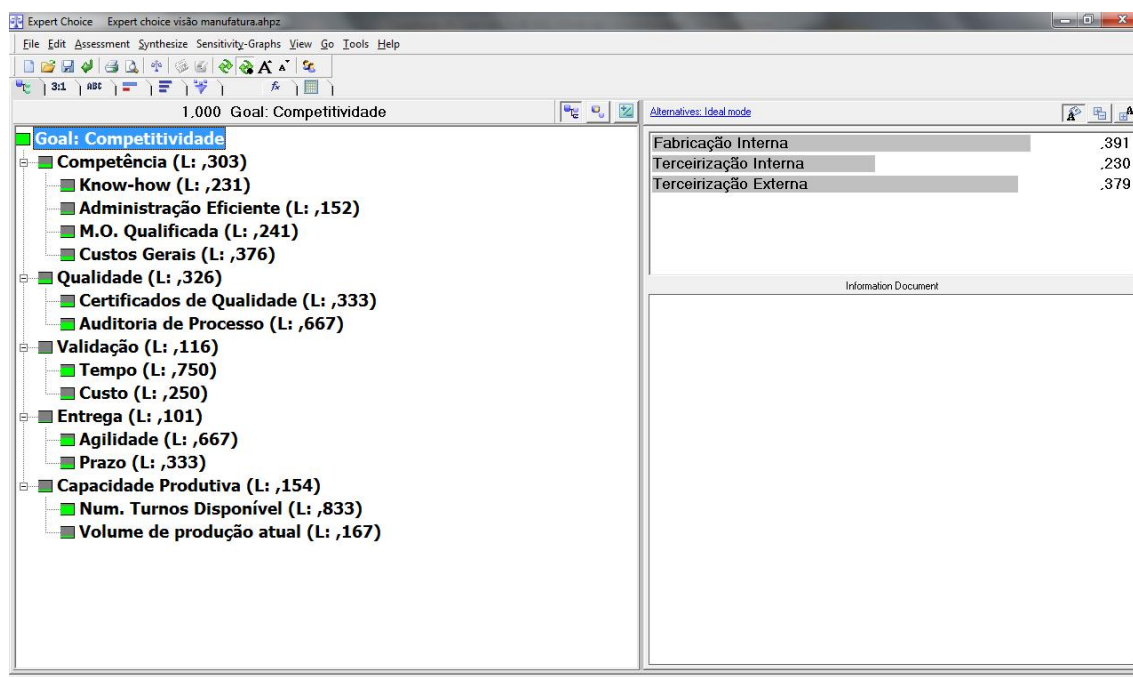 Expert Choice Expert choice visão manufatura.ahpz
File Edit Assessment Synthesize Sensitivity-Graphs View Go Tools Help
3:1 ABC
1,000 Goal: Competitividade
Alternatives: Ideal mode
Goal: Competitividade
Competência (L: ,303)
Know-how (L: ,231)
Administração Eficiente (L: ,152)
M.O. Qualificada (L: ,241)
Custos Gerais (L: ,376)
Qualidade (L: ,326)
Certificados de Qualidade (L: ,333)
Auditoria de Processo (L: ,667)
Validação (L: ,116)
Tempo (L: ,750)
Custo (L: ,250)
Entrega (L: ,101)
Agilidade (L: ,667)
Prazo (L: ,333)
Capacidade Produtiva (L: ,154)
Num. Turnos Disponível (L: ,833)
Volume de produção atual (L: ,167)
Fabricação Interna ,391
Terceirização Interna ,230
Terceirização Externa ,379
Information Document